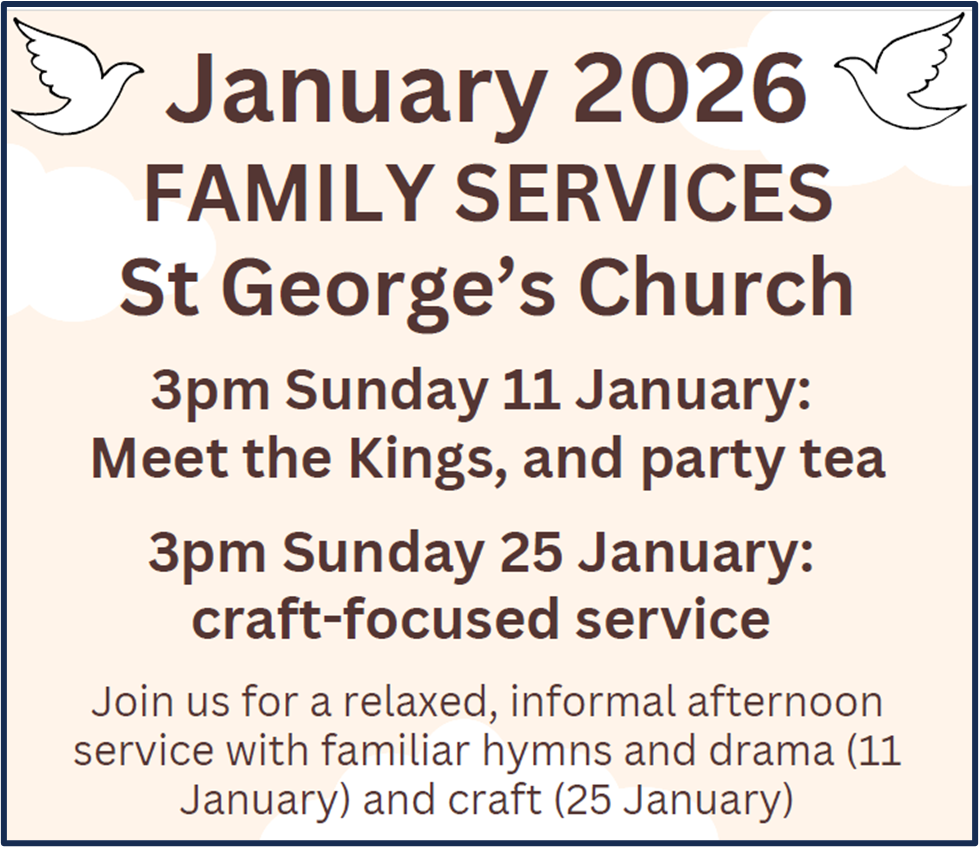 January 2026
FAMILY SERVICES
St George’s Church
3pm Sunday 11 January:
Meet the Kings, and party tea
3pm Sunday 25 January:
craft-focused service
Join us for a relaxed, informal afternoon
service with familiar hymns and drama (11
January) and craft (25 January)